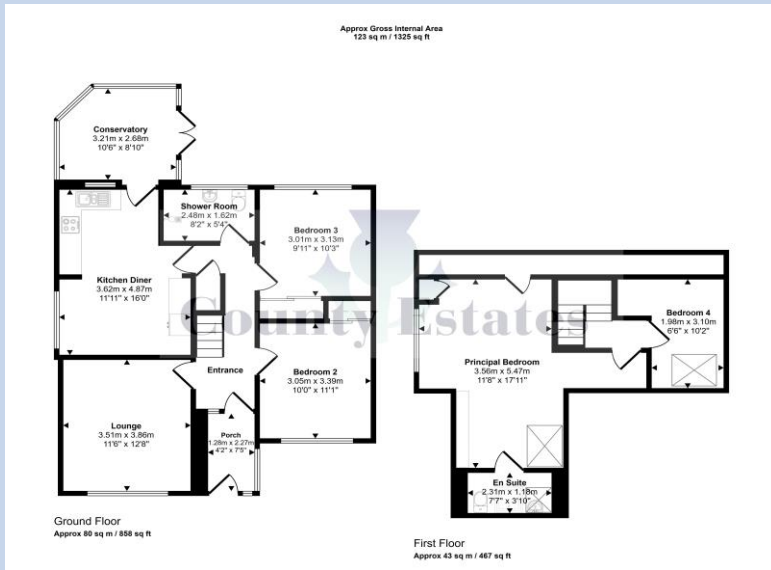 Approx Gross Internal Area
123 sq m / 1325 sq ft
Conservatory
3.21m x 2.68m
10'6" x 8'10"
Shower Room
2.48m x 1.62m
8'2" x 5'4"
Bedroom 3
3.01m x 3.13m
9'11" x 10'3"
Kitchen Diner
3.62m x 4.87m
11'11" x 16'0"
County Estates
Entrance
Bedroom 2
3.05m x 3.39m
10'0" x 11'1"
Lounge
3.51m x 3.86m
11'6" x 12'8"
Porch
1.28m x 2.27m
4'2" x 7'5"
Ground Floor
Approx 80 sq m / 858 sq ft
Bedroom 4
1.98m x 3.10m
6'6" x 10'2"
Principal Bedroom
3.56m x 5.47m
11'8" x 17'11"
En Suite
2.31m x 1.18m
7'7" x 3'10"
First Floor
Approx 43 sq m / 467 sq ft